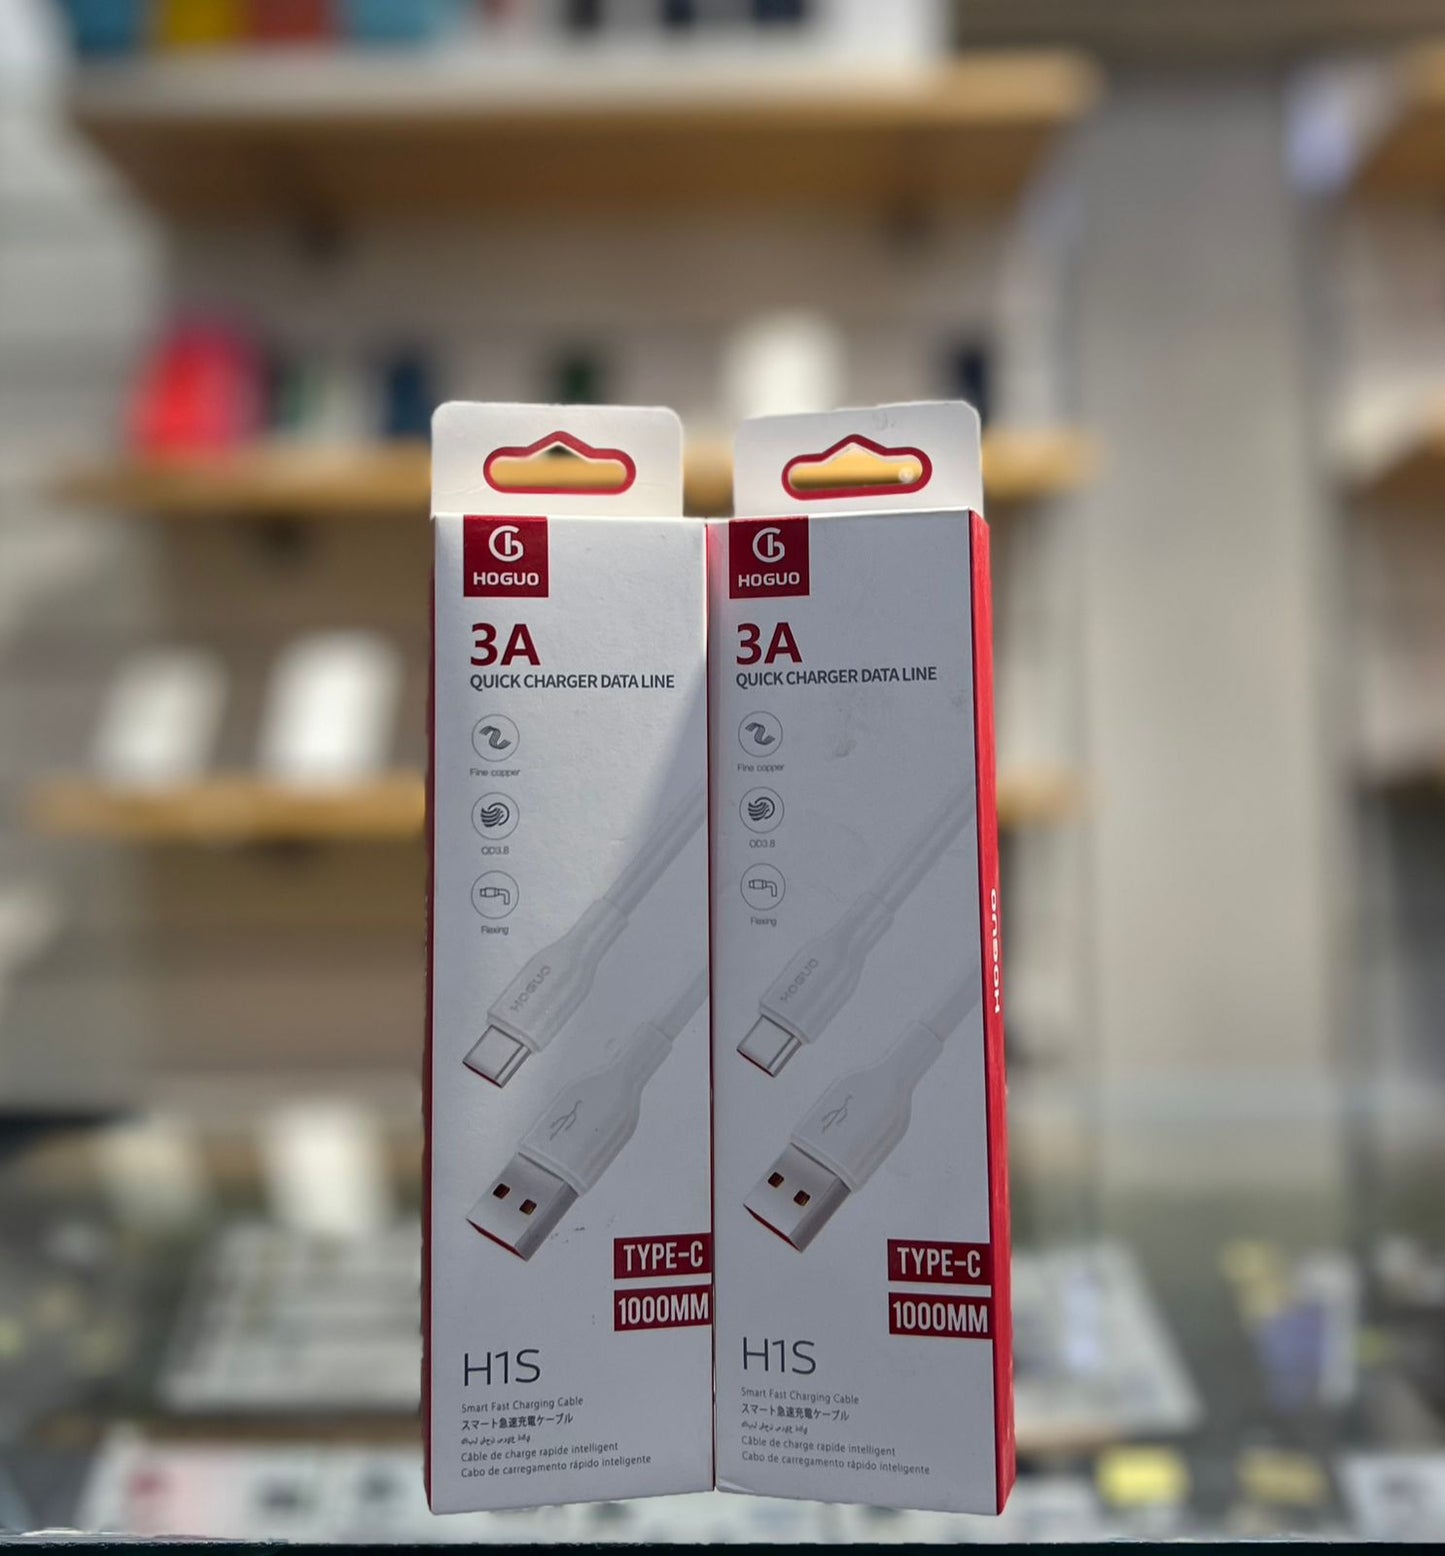 HOGUO
3A
QUICK CHARGER DATA LINE
Fine copper
OD3.8
Flexing
HOGUO
TYPE-C
1000MM
H1S
Smart Fast Charging Cable
スマート急速充電ケーブル
Câble de charge rapide intelligent
Cabo de carregamento rápido inteligente
HOGUO
3A
QUICK CHARGER DATA LINE
Fine copper
OD3.8
Flexing
HOGUO
TYPE-C
1000MM
H1S
Smart Fast Charging Cable
スマート急速充電ケーブル
Câble de charge rapide intelligent
Cabo de carregamento rápido inteligente
HOGUO